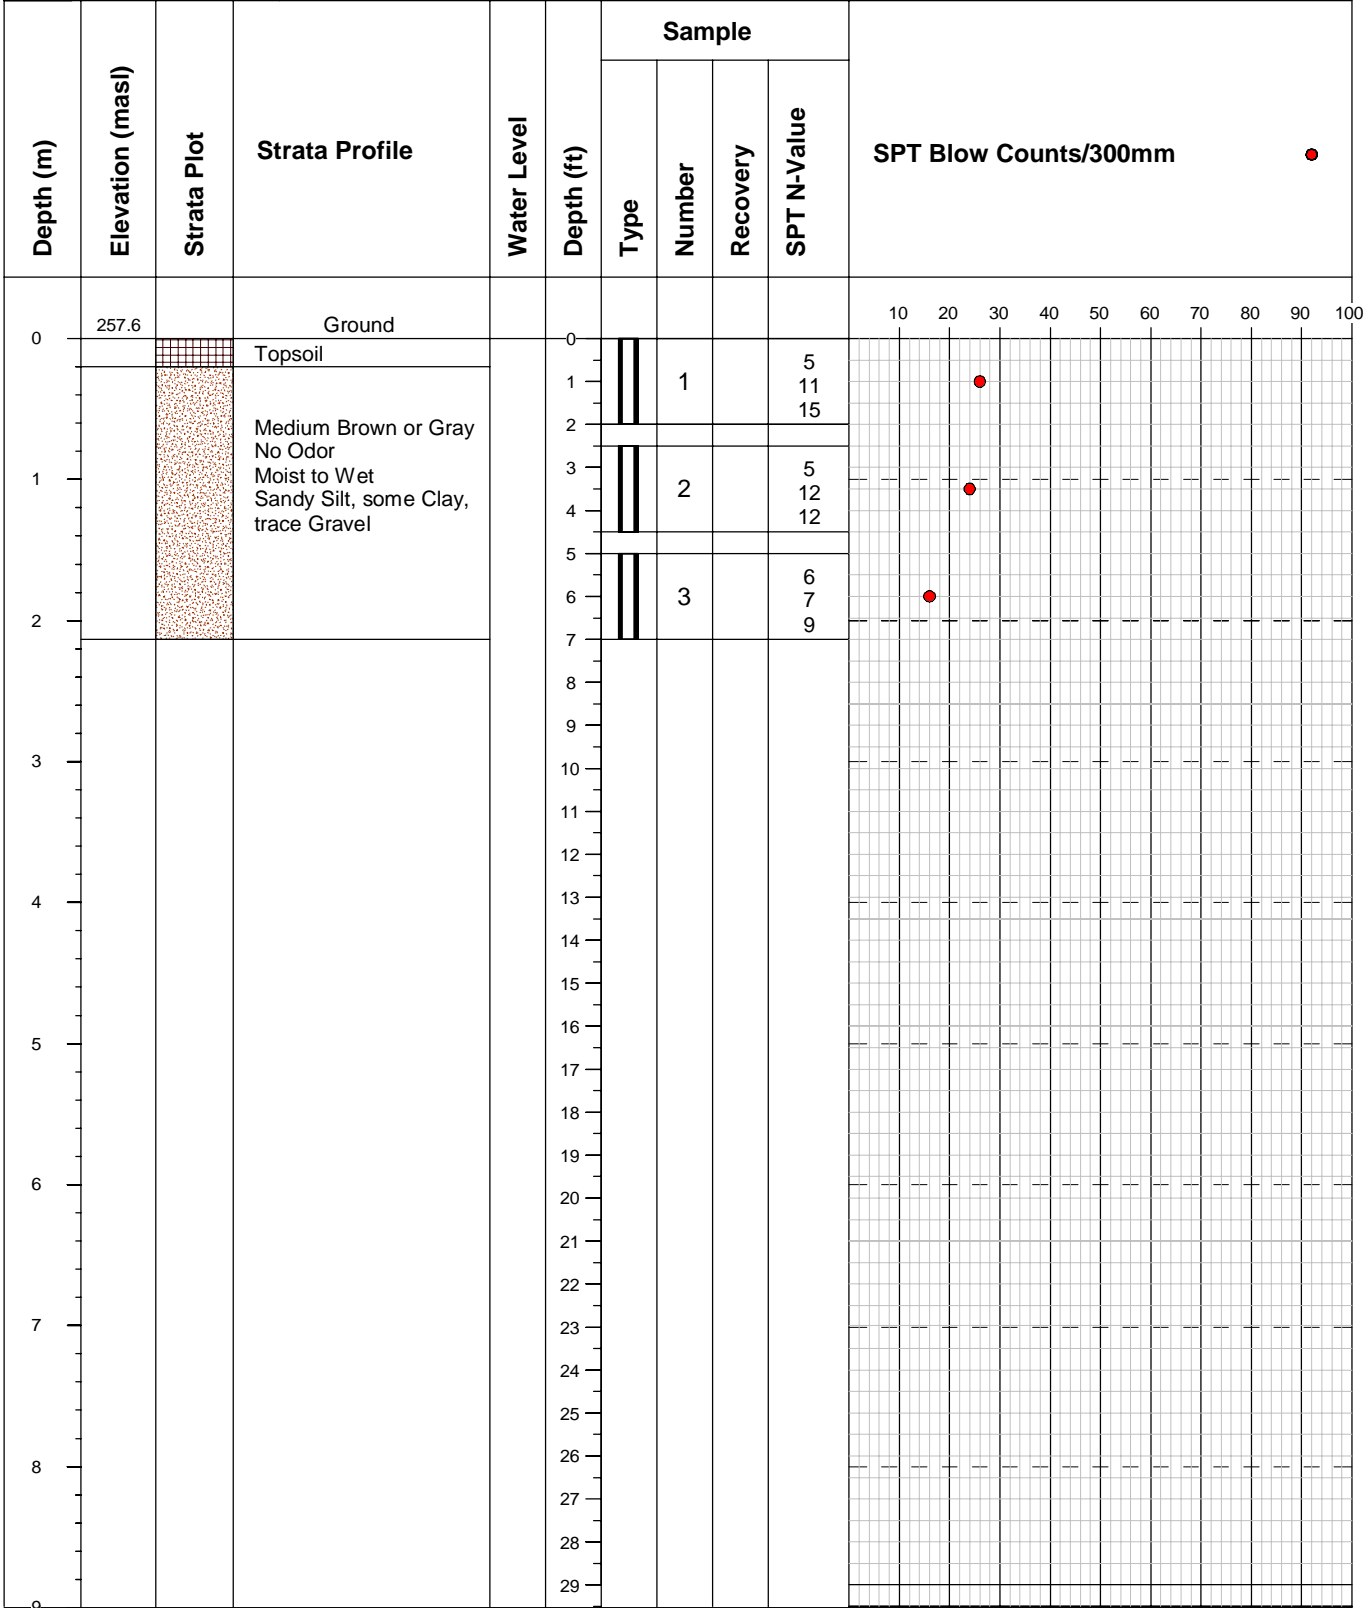 Sample
Depth (m)
Elevation (masl)
Strata Plot
Strata Profile
Water Level
Depth (ft)
Type
Number
Recovery
SPT N-Value
SPT Blow Counts/300mm
10 20 30 40 50 60 70 80 90 100
257.6 Ground
0
Topsoil
Medium Brown or Gray
No Odor
Moist to Wet
Sandy Silt, some Clay,
trace Gravel
1
2
3
4
5
6
7
8
9
0
1
2
3
4
5
6
7
8
9
10
11
12
13
14
15
16
17
18
19
20
21
22
23
24
25
26
27
28
29
1
5
11
15
2
5
12
12
3
6
7
9